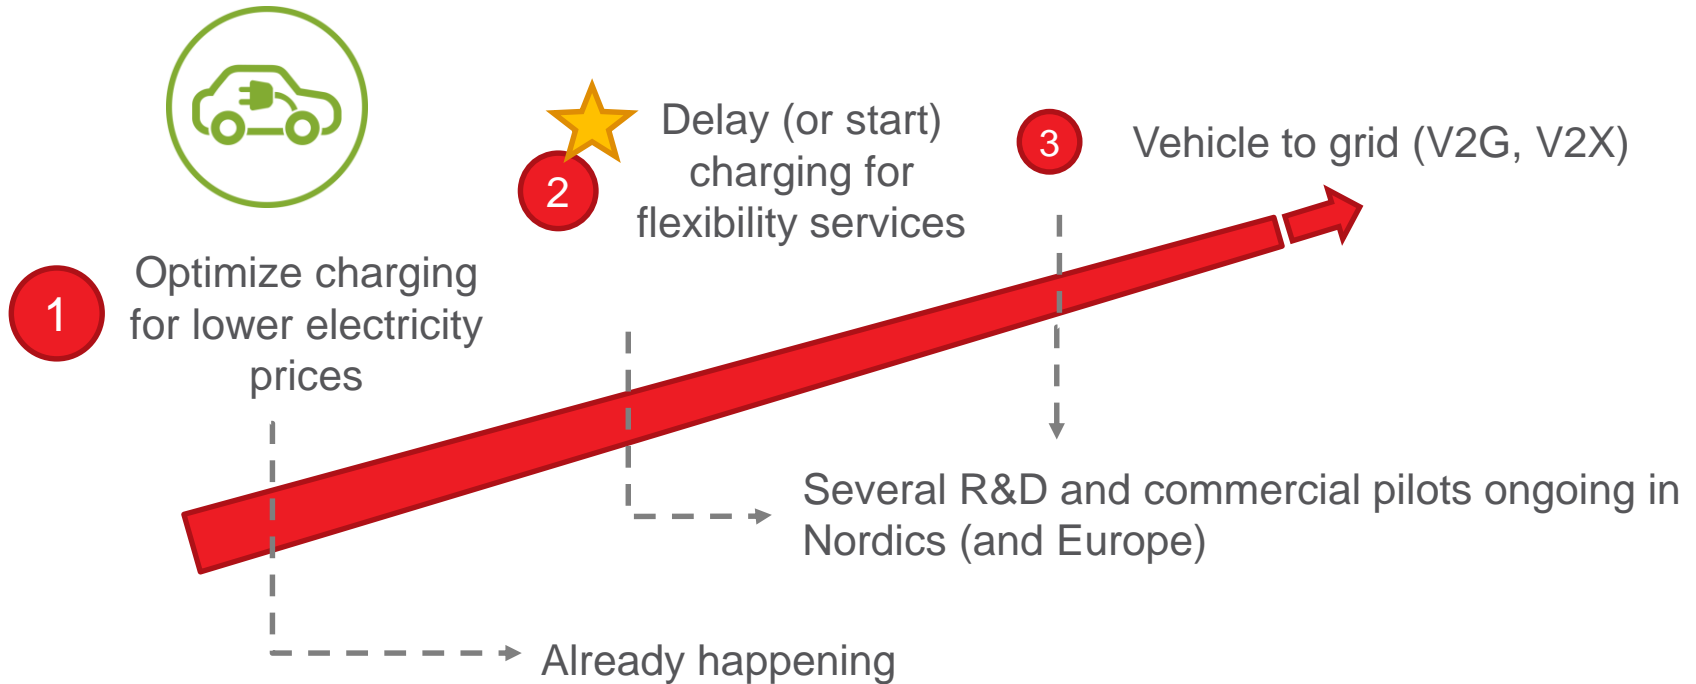 1
Optimize charging
for lower electricity
prices
2
Delay (or start)
charging for
flexibility services
3
Vehicle to grid (V2G, V2X)
Several R&D and commercial pilots ongoing in
Nordics (and Europe)
Already happening